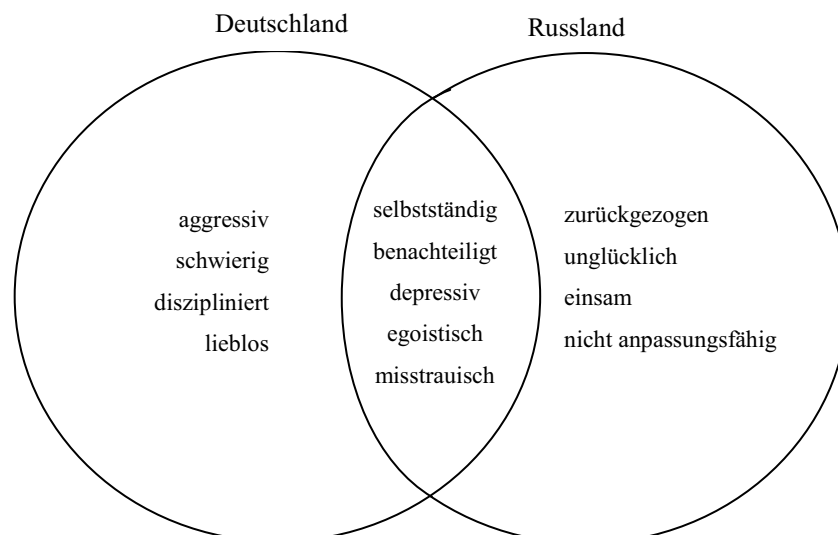 Deutschland
Russland
aggressiv
schwierig
diszipliniert
lieblos
selbstständig
benachteiligt
depressiv
egoistisch
misstrauisch
zurückgezogen
unglücklich
einsam
nicht anpassungsfähig